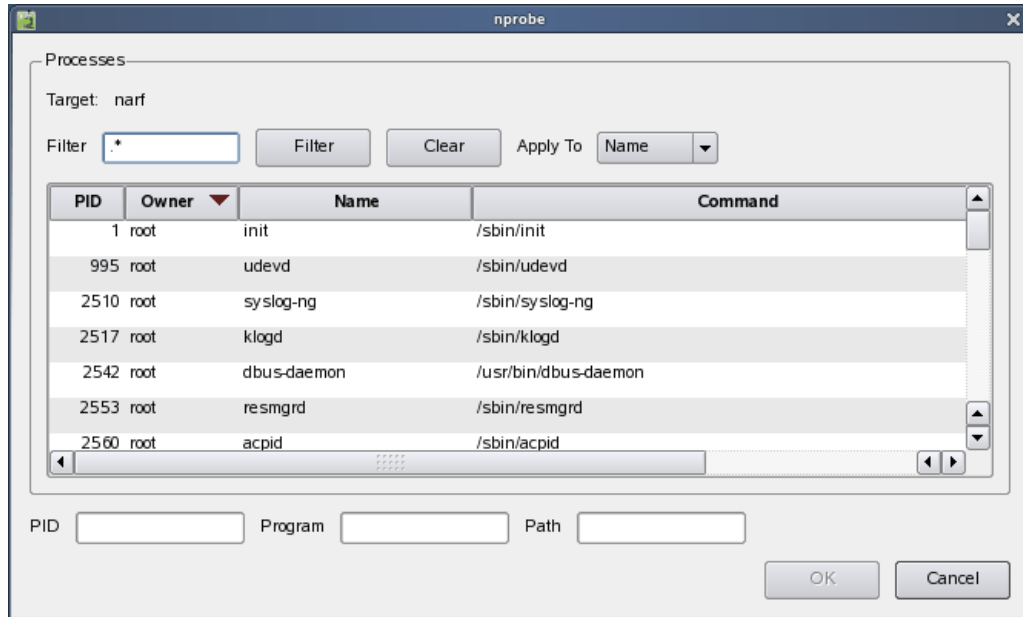 nprobe
Processes
Target: narf
Filter .* Filter Clear Apply To Name
PID Owner Name Command
1 root init /sbin/init
995 root udevd /sbin/udevd
2510 root syslog-ng /sbin/syslog-ng
2517 root klogd /sbin/klogd
2542 root dbus-daemon /usr/bin/dbus-daemon
2553 root resmgrd /sbin/resmgrd
2560 root acpid /sbin/acpid
PID Program Path
OK Cancel